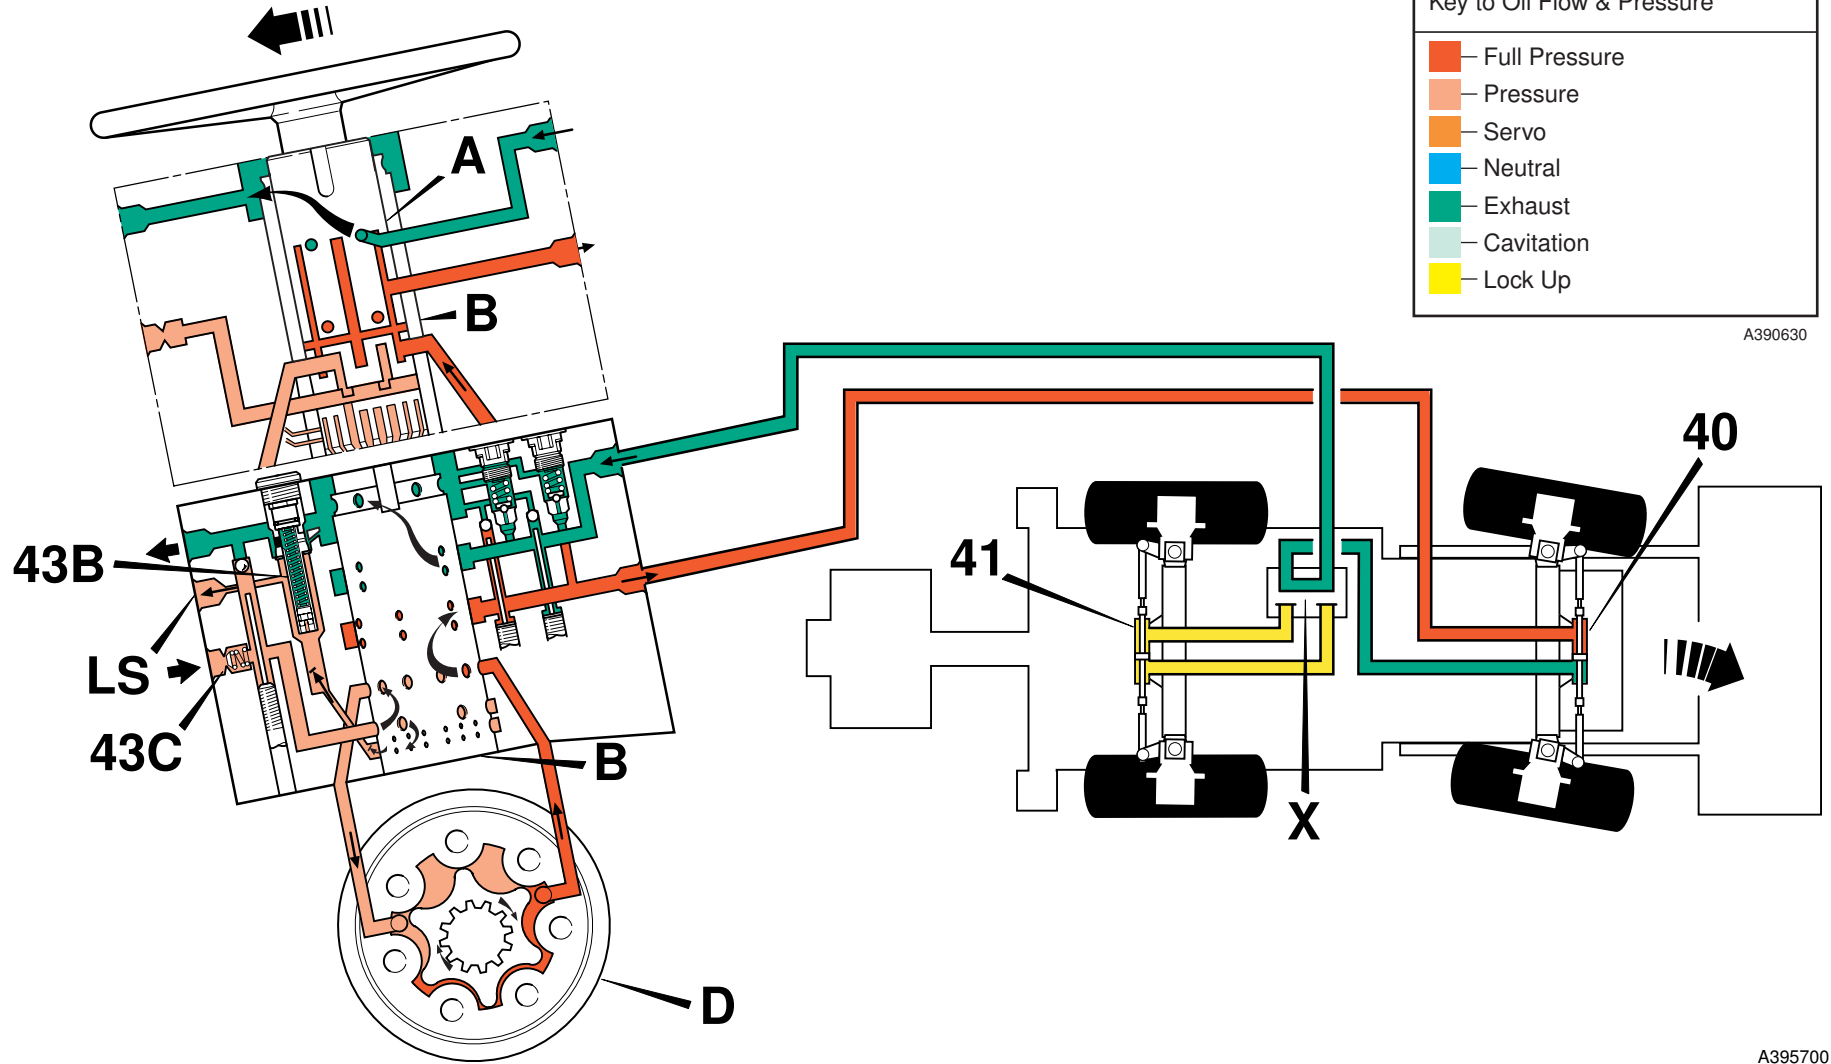 Key to Oil Flow & Pressure
Full Pressure
Pressure
Servo
Neutral
Exhaust
Cavitation
Lock Up
A390630
A
B
40
41
43B
LS
43C
B
X
D
A395700